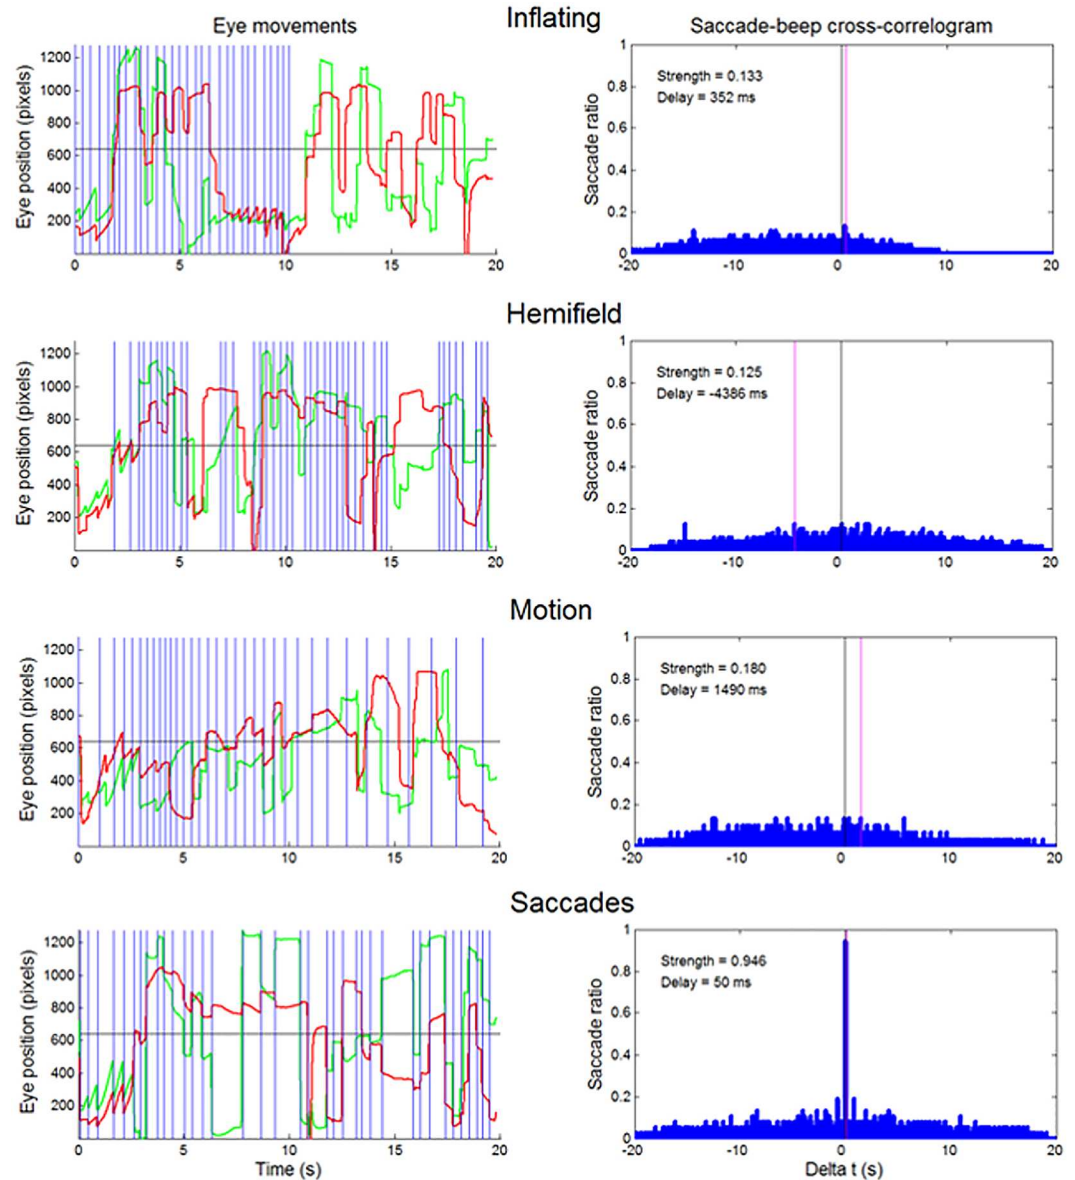 Inflating
Eye movements
Saccade-beep cross-correlogram
Eye position (pixels)
1200
1000
800
600
400
200
0 5 10 15 20
Saccade ratio
1
0.8
0.6
0.4
0.2
0
Strength = 0.133
Delay = 352 ms
-20 -10 0 10 20
Hemifield
Eye position (pixels)
1200
1000
800
600
400
200
0 5 10 15 20
Saccade ratio
1
0.8
0.6
0.4
0.2
0
Strength = 0.125
Delay = -4386 ms
-20 -10 0 10 20
Motion
Eye position (pixels)
1200
1000
800
600
400
200
0 5 10 15 20
Saccade ratio
1
0.8
0.6
0.4
0.2
0
Strength = 0.180
Delay = 1490 ms
-20 -10 0 10 20
Saccades
Eye position (pixels)
1200
1000
800
600
400
200
0 5 10 15 20
Time (s)
Saccade ratio
1
0.8
0.6
0.4
0.2
0
Strength = 0.946
Delay = 50 ms
-20 -10 0 10 20
Delta t (s)